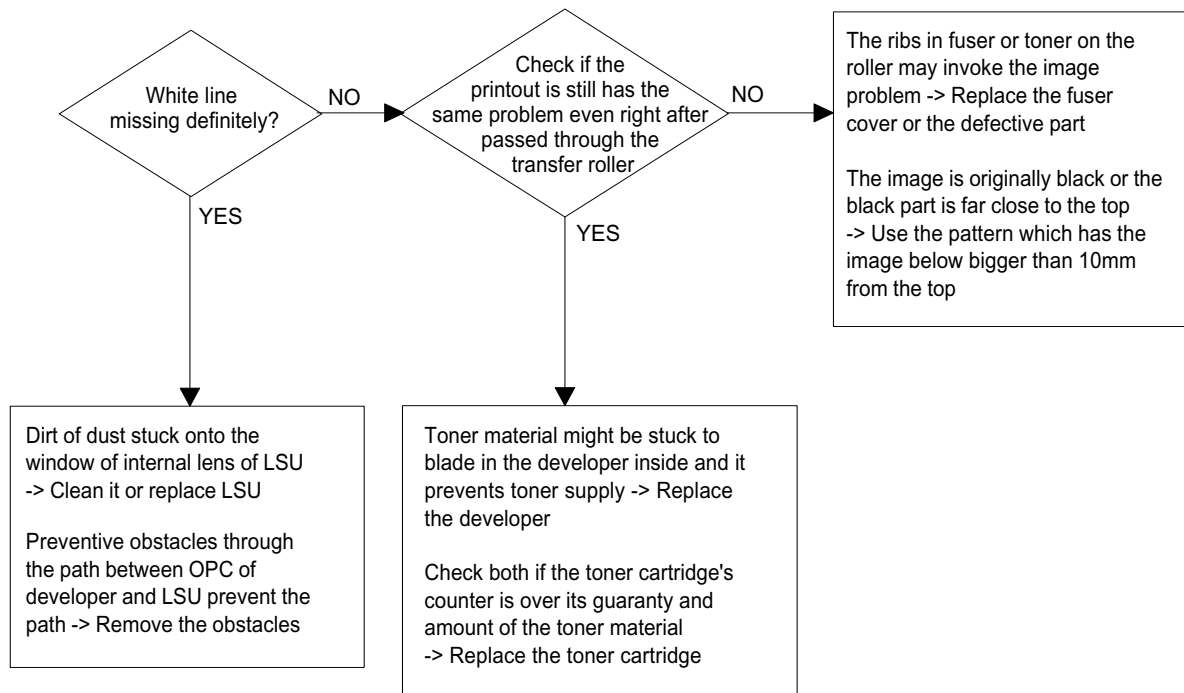 White line
missing definitely?
NO
YES
Check if the
printout is still has the
same problem even right after
passed through the
transfer roller
NO
YES
The ribs in fuser or toner on the
roller may invoke the image
problem -> Replace the fuser
cover or the defective part
The image is originally black or the
black part is far close to the top
-> Use the pattern which has the
image below bigger than 10mm
from the top
Dirt of dust stuck onto the
window of internal lens of LSU
-> Clean it or replace LSU
Preventive obstacles through
the path between OPC of
developer and LSU prevent the
path -> Remove the obstacles
Toner material might be stuck to
blade in the developer inside and it
prevents toner supply -> Replace
the developer
Check both if the toner cartridge's
counter is over its guaranty and
amount of the toner material
-> Replace the toner cartridge